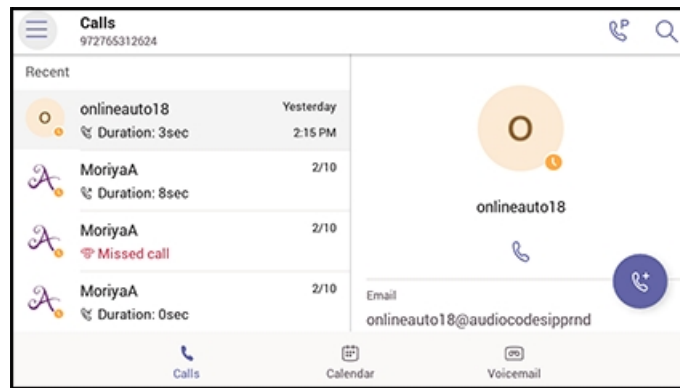 Calls
972765312624
P
Recent
O
onlineauto18
Yesterday
Duration: 3sec
2:15 PM
A
MoriyaA
2/10
Duration: 8sec
A
MoriyaA
2/10
Missed call
A
MoriyaA
2/10
Duration: 0sec
O
onlineauto18
Email
onlineauto18@audiocodesipprnd
Calls
Calendar
Voicemail